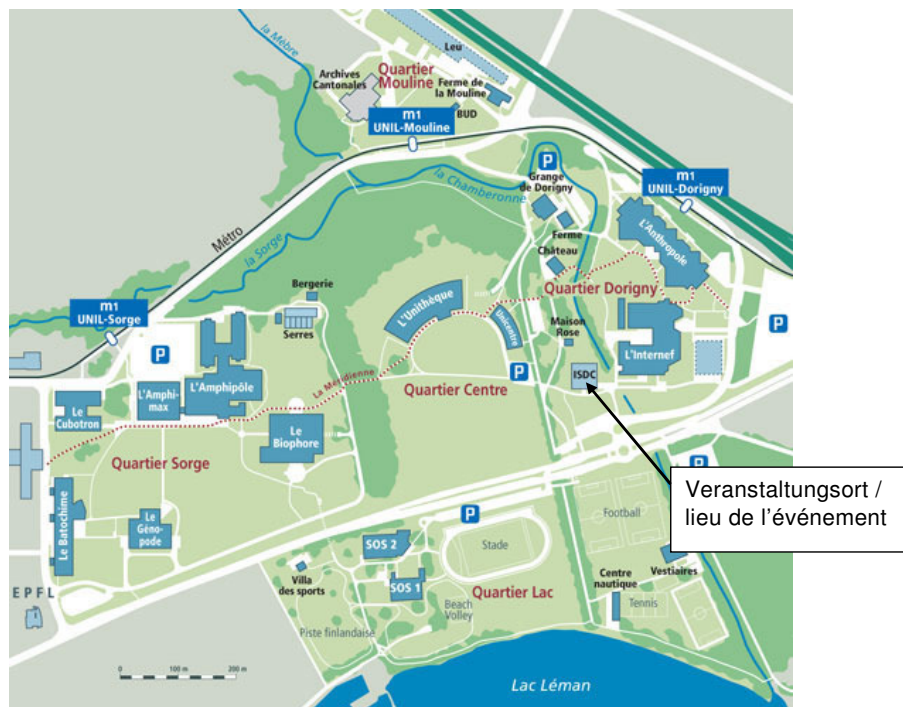 la Mèbre
Leu
Quartier
Mouline
Archives
Cantonales
Ferme de
la Mouline
BUD
m1
UNIL-Mouline
P
Grange
de Dorigny
m1
UNIL-Dorigny
la Chamberonne
Ferme
L'Anthropole
Métro
la Sorge
Château
Quartier Dorigny
Bergerie
L'Unithèque
m1
UNIL-Sorge
Serres
Unicentre
Maison
Rose
L'Internef
P
P
L'Amphipôle
La Méridienne
P
ISDC
L'Amphi-
max
Quartier Centre
Le
Cubotron
Le
Biophore
Quartier Sorge
P
Veranstaltungsort /
lieu de l'événement
Le Batochime
Le
Géno-
pode
P
Football
SOS 2
Stade
Villa
des sports
SOS 1
Quartier Lac
Centre
nautique
Vestiaires
EPFL
Beach
Volley
Tennis
Piste finlandaise
0 100 m 200 m
Lac Léman